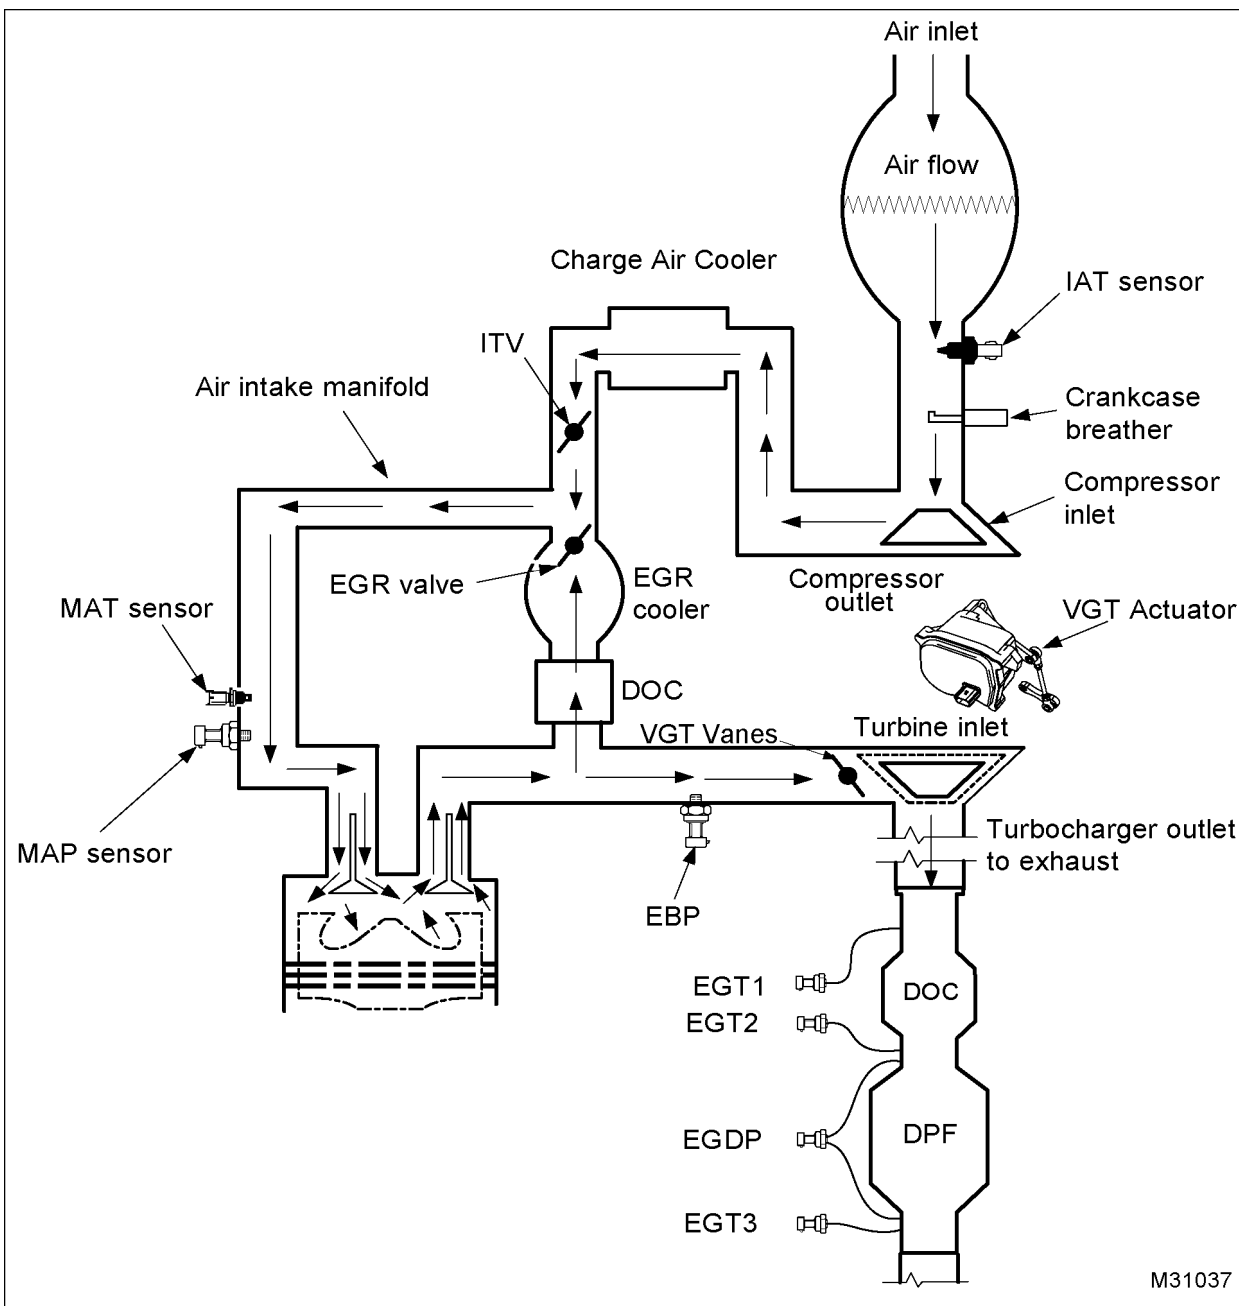 Air inlet
Air flow
Charge Air Cooler
IAT sensor
ITV
Air intake manifold
Crankcase
breather
Compressor
inlet
EGR valve
EGR
cooler
Compressor
outlet
MAT sensor
VGT Actuator
DOC
VGT Vanes
Turbine inlet
MAP sensor
Turbocharger outlet
to exhaust
EBP
EGT1
DOC
EGT2
EGDP
DPF
EGT3
M31037